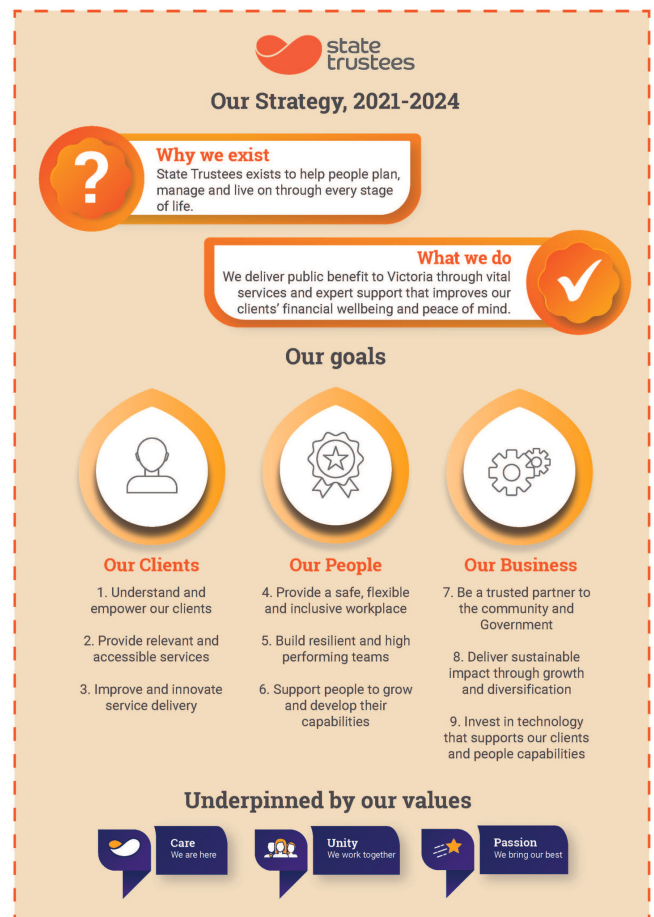 state
trustees
Our Strategy, 2021-2024
?
Why we exist
State Trustees exists to help people plan,
manage and live on through every stage
of life.
What we do
We deliver public benefit to Victoria through vital
services and expert support that improves our
clients' financial wellbeing and peace of mind.
Our goals
Our Clients
1. Understand and
empower our clients
2. Provide relevant and
accessible services
3. Improve and innovate
service delivery
Our People
4. Provide a safe, flexible
and inclusive workplace
5. Build resilient and high
performing teams
6. Support people to grow
and develop their
capabilities
Our Business
7. Be a trusted partner to
the community and
Government
8. Deliver sustainable
impact through growth
and diversification
9. Invest in technology
that supports our clients
and people capabilities
Underpinned by our values
Care
We are here
Unity
We work together
Passion
We bring our best